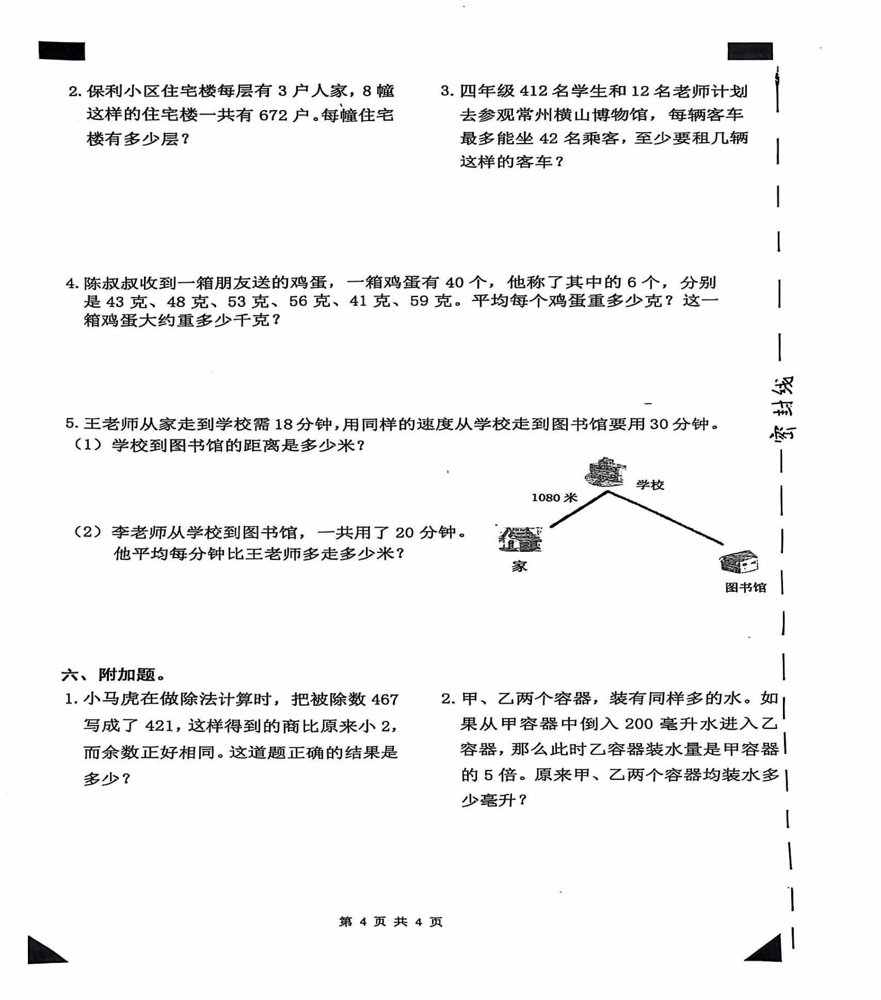 2. 保利小区住宅楼每层有 3 户人家，8 幢
这样的住宅楼一共有 672 户。每幢住宅
楼有多少层？
3. 四年级 412 名学生和 12 名老师计划
去参观常州横山博物馆，每辆客车
最多能坐 42 名乘客，至少要租几辆
这样的客车？
4. 陈叔叔收到一箱朋友送的鸡蛋，一箱鸡蛋有 40 个，他称了其中的 6 个，分别
是 43 克、48 克、53 克、56 克、41 克、59 克。平均每个鸡蛋重多少克？这一
箱鸡蛋大约重多少千克？
5. 王老师从家走到学校需 18 分钟，用同样的速度从学校走到图书馆要用 30 分钟。
（1）学校到图书馆的距离是多少米？
学校
1080 米
（2）李老师从学校到图书馆，一共用了 20 分钟。
他平均每分钟比王老师多走多少米？
家
图书馆
六、附加题。
1. 小马虎在做除法计算时，把被除数 467
写成了 421，这样得到的商比原来小 2，
而余数正好相同。这道题正确的结果是
多少？
2. 甲、乙两个容器，装有同样多的水。如
果从甲容器中倒入 200 毫升水进入乙
容器，那么此时乙容器装水量是甲容器
的 5 倍。原来甲、乙两个容器均装水多
少毫升？
密封线
第 4 页 共 4 页